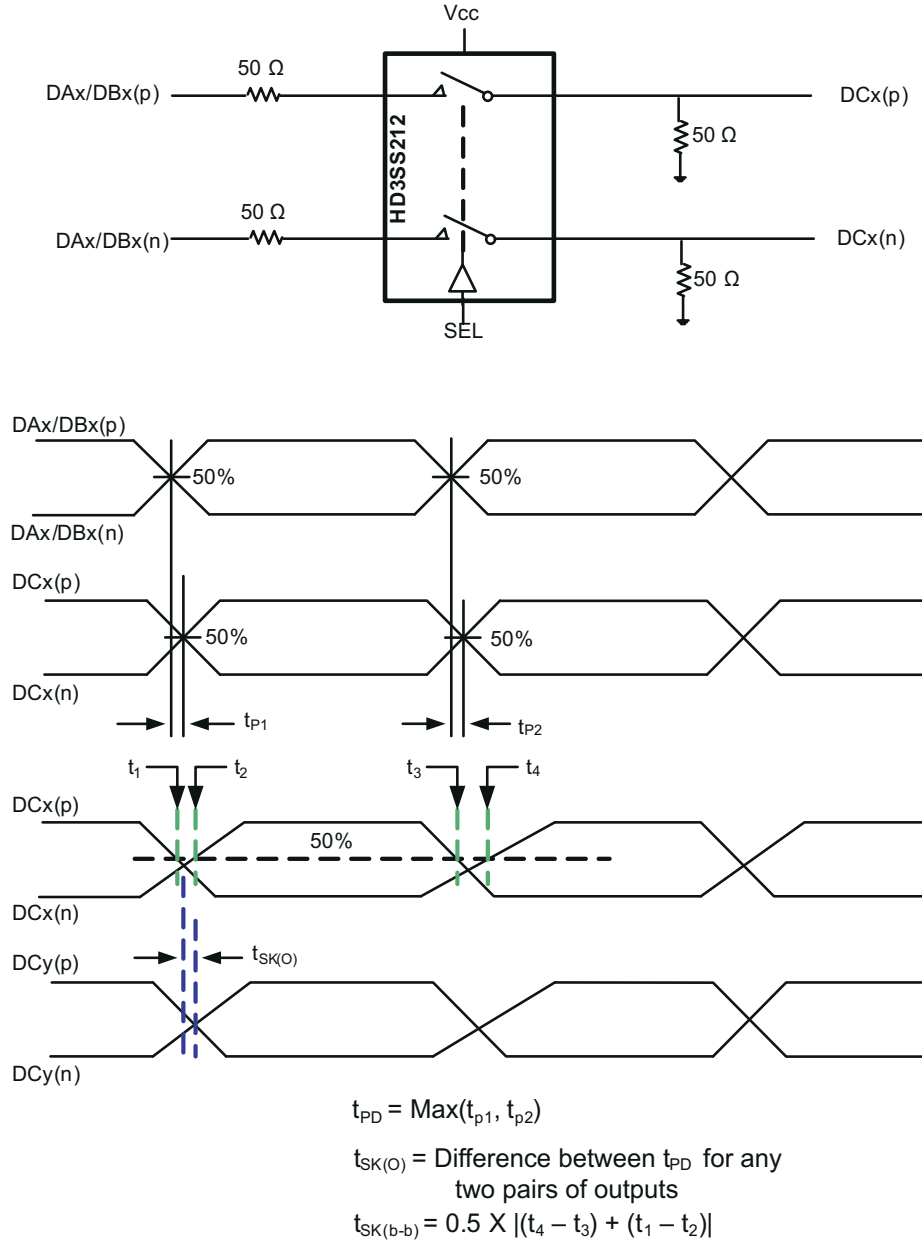 Vcc
50 Ω
DAx/DBx(p)
DCx(p)
50 Ω
HD3SS212
50 Ω
DAx/DBx(n)
DCx(n)
50 Ω
SEL
DAx/DBx(p)
50%
50%
DAx/DBx(n)
DCx(p)
50%
50%
DCx(n)
tP1
tP2
t1
t2
t3
t4
DCx(p)
50%
DCx(n)
DCy(p)
tSK(O)
DCy(n)
tPD = Max(tp1, tp2)
tSK(O) = Difference between tPD for any
two pairs of outputs
tSK(b-b) = 0.5 X |(t4 – t3) + (t1 – t2)|